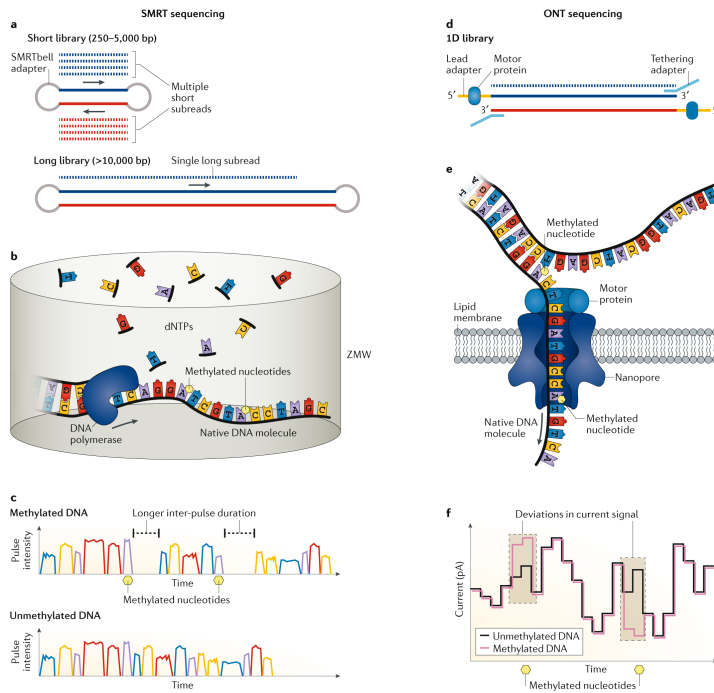 SMRT sequencing
a
Short library (250–5,000 bp)
SMRTbell
adapter
Multiple
short
subreads
Long library (>10,000 bp)
Single long subread
b
T
C
G
A
C
T
G
G
dNTPs
C
A
T
Methylated nucleotides
ZMW
T C A G G A T C G T A C C T A G C
DNA
polymerase
Native DNA molecule
c
Methylated DNA
Longer inter-pulse duration
Pulse
intensity
Time
Methylated nucleotides
Unmethylated DNA
Pulse
intensity
Time
ONT sequencing
d
1D library
Lead
adapter
Motor
protein
Tethering
adapter
5′
3′
3′
e
Methylated
nucleotide
Motor
protein
Lipid
membrane
Nanopore
Native DNA
molecule
Methylated
nucleotide
f
Deviations in current signal
Current (pA)
Unmethylated DNA
Methylated DNA
Time
Methylated nucleotides